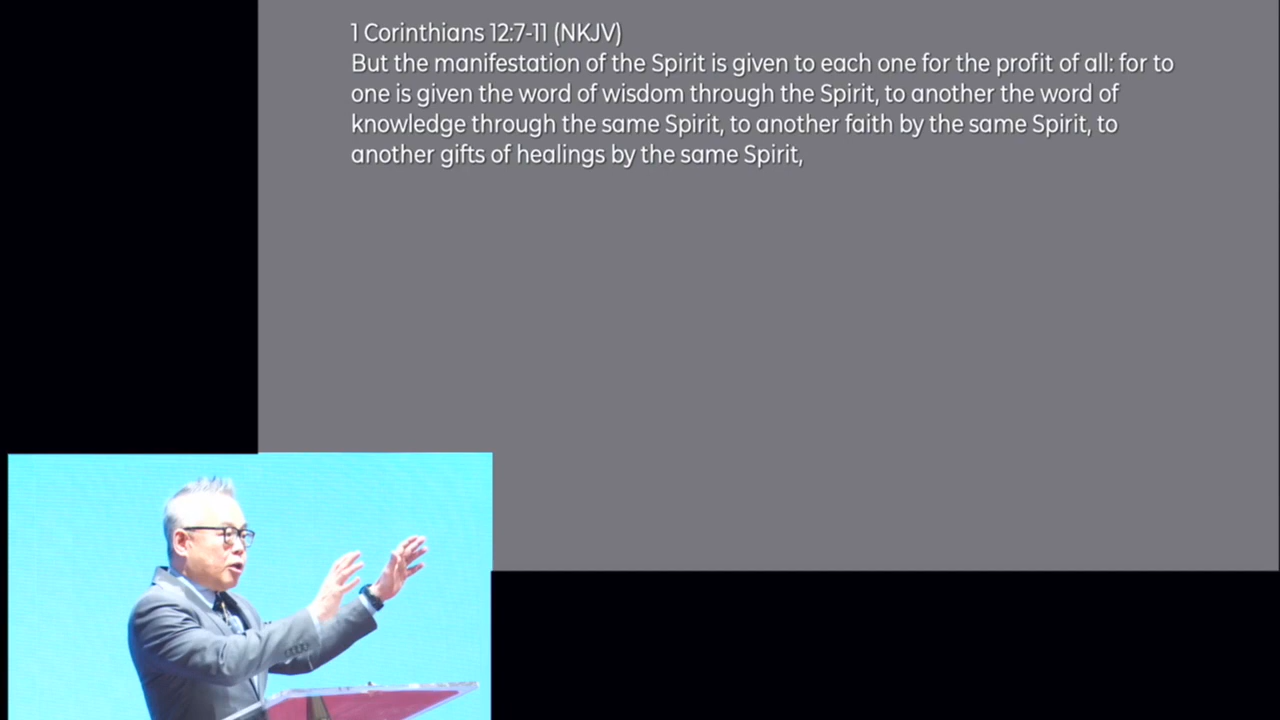 1 Corinthians 12:7-11 (NKJV)
But the manifestation of the Spirit is given to each one for the profit of all: for to
one is given the word of wisdom through the Spirit, to another the word of
knowledge through the same Spirit, to another faith by the same Spirit, to
another gifts of healings by the same Spirit,